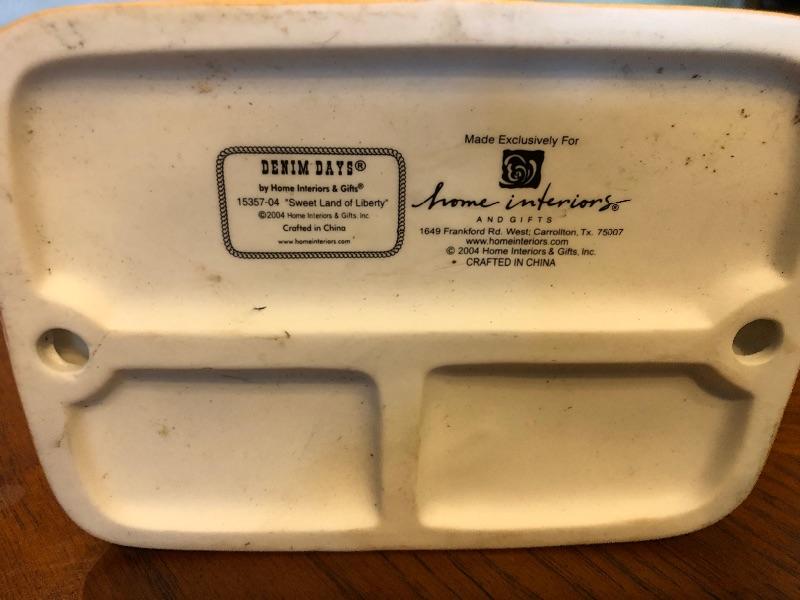 DENIM DAYS®
by Home Interiors & Gifts®
15357-04 "Sweet Land of Liberty"
©2004 Home Interiors & Gifts, Inc.
Crafted in China
www.homeinteriors.com
Made Exclusively For
home interiors®
AND GIFTS
1649 Frankford Rd. West; Carrollton, Tx. 75007
www.homeinteriors.com
© 2004 Home Interiors & Gifts, Inc.
CRAFTED IN CHINA